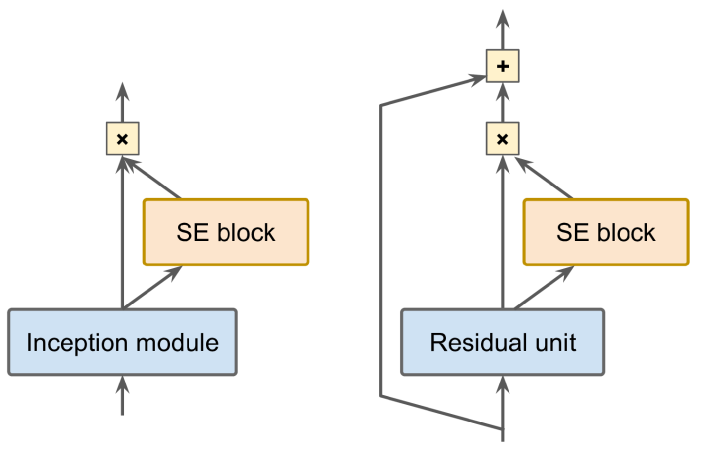 +
×
×
SE block
SE block
Inception module
Residual unit